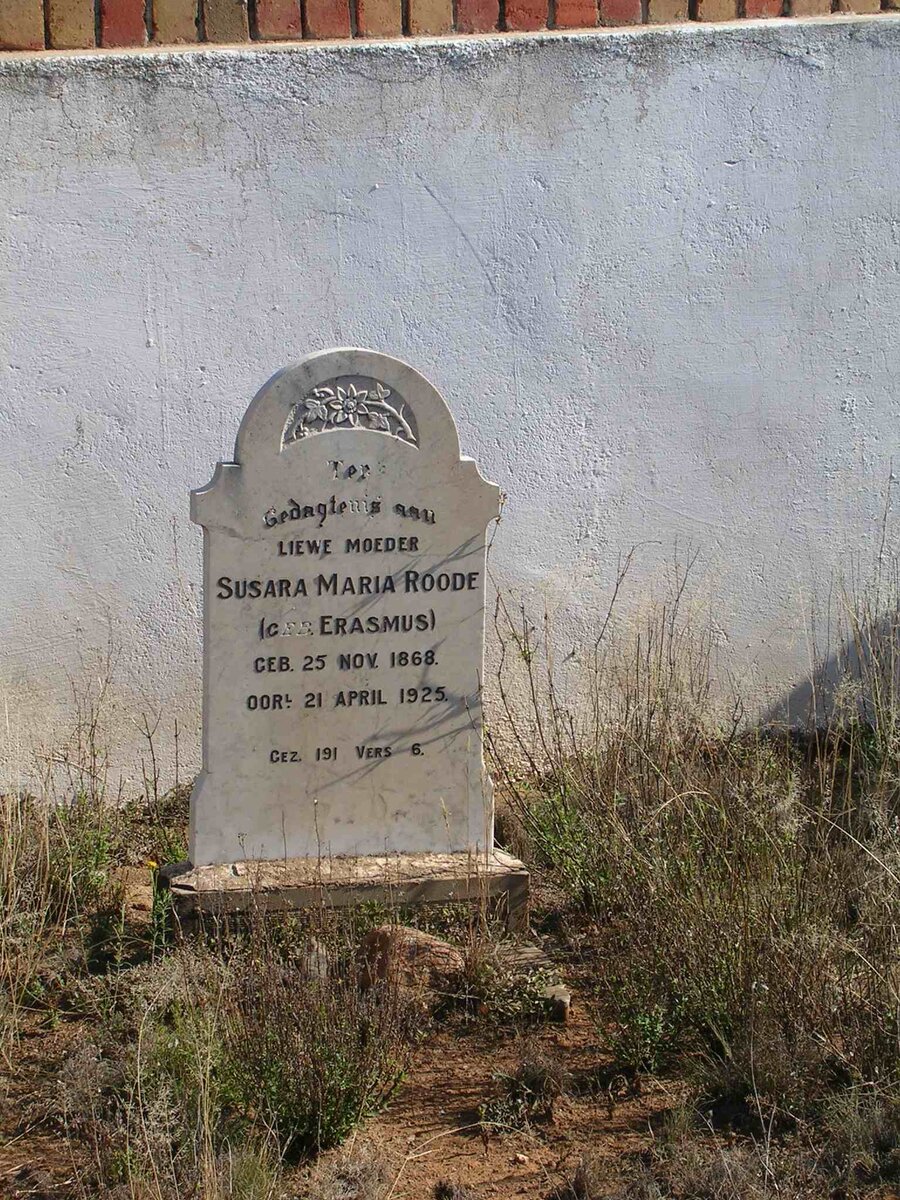 Ter
Gedagtenis aan
LIEWE MOEDER
SUSARA MARIA ROODE
(GEB. ERASMUS)
GEB. 25 NOV. 1868.
OORL 21 APRIL 1925.
GEZ. 191 VERS 6.